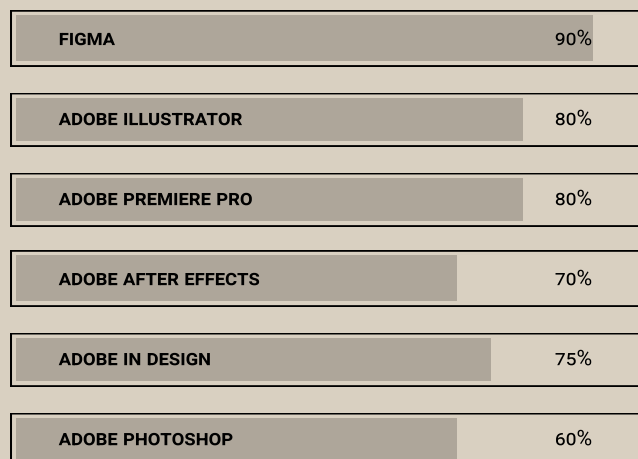 FIGMA 90%
ADOBE ILLUSTRATOR 80%
ADOBE PREMIERE PRO 80%
ADOBE AFTER EFFECTS 70%
ADOBE IN DESIGN 75%
ADOBE PHOTOSHOP 60%